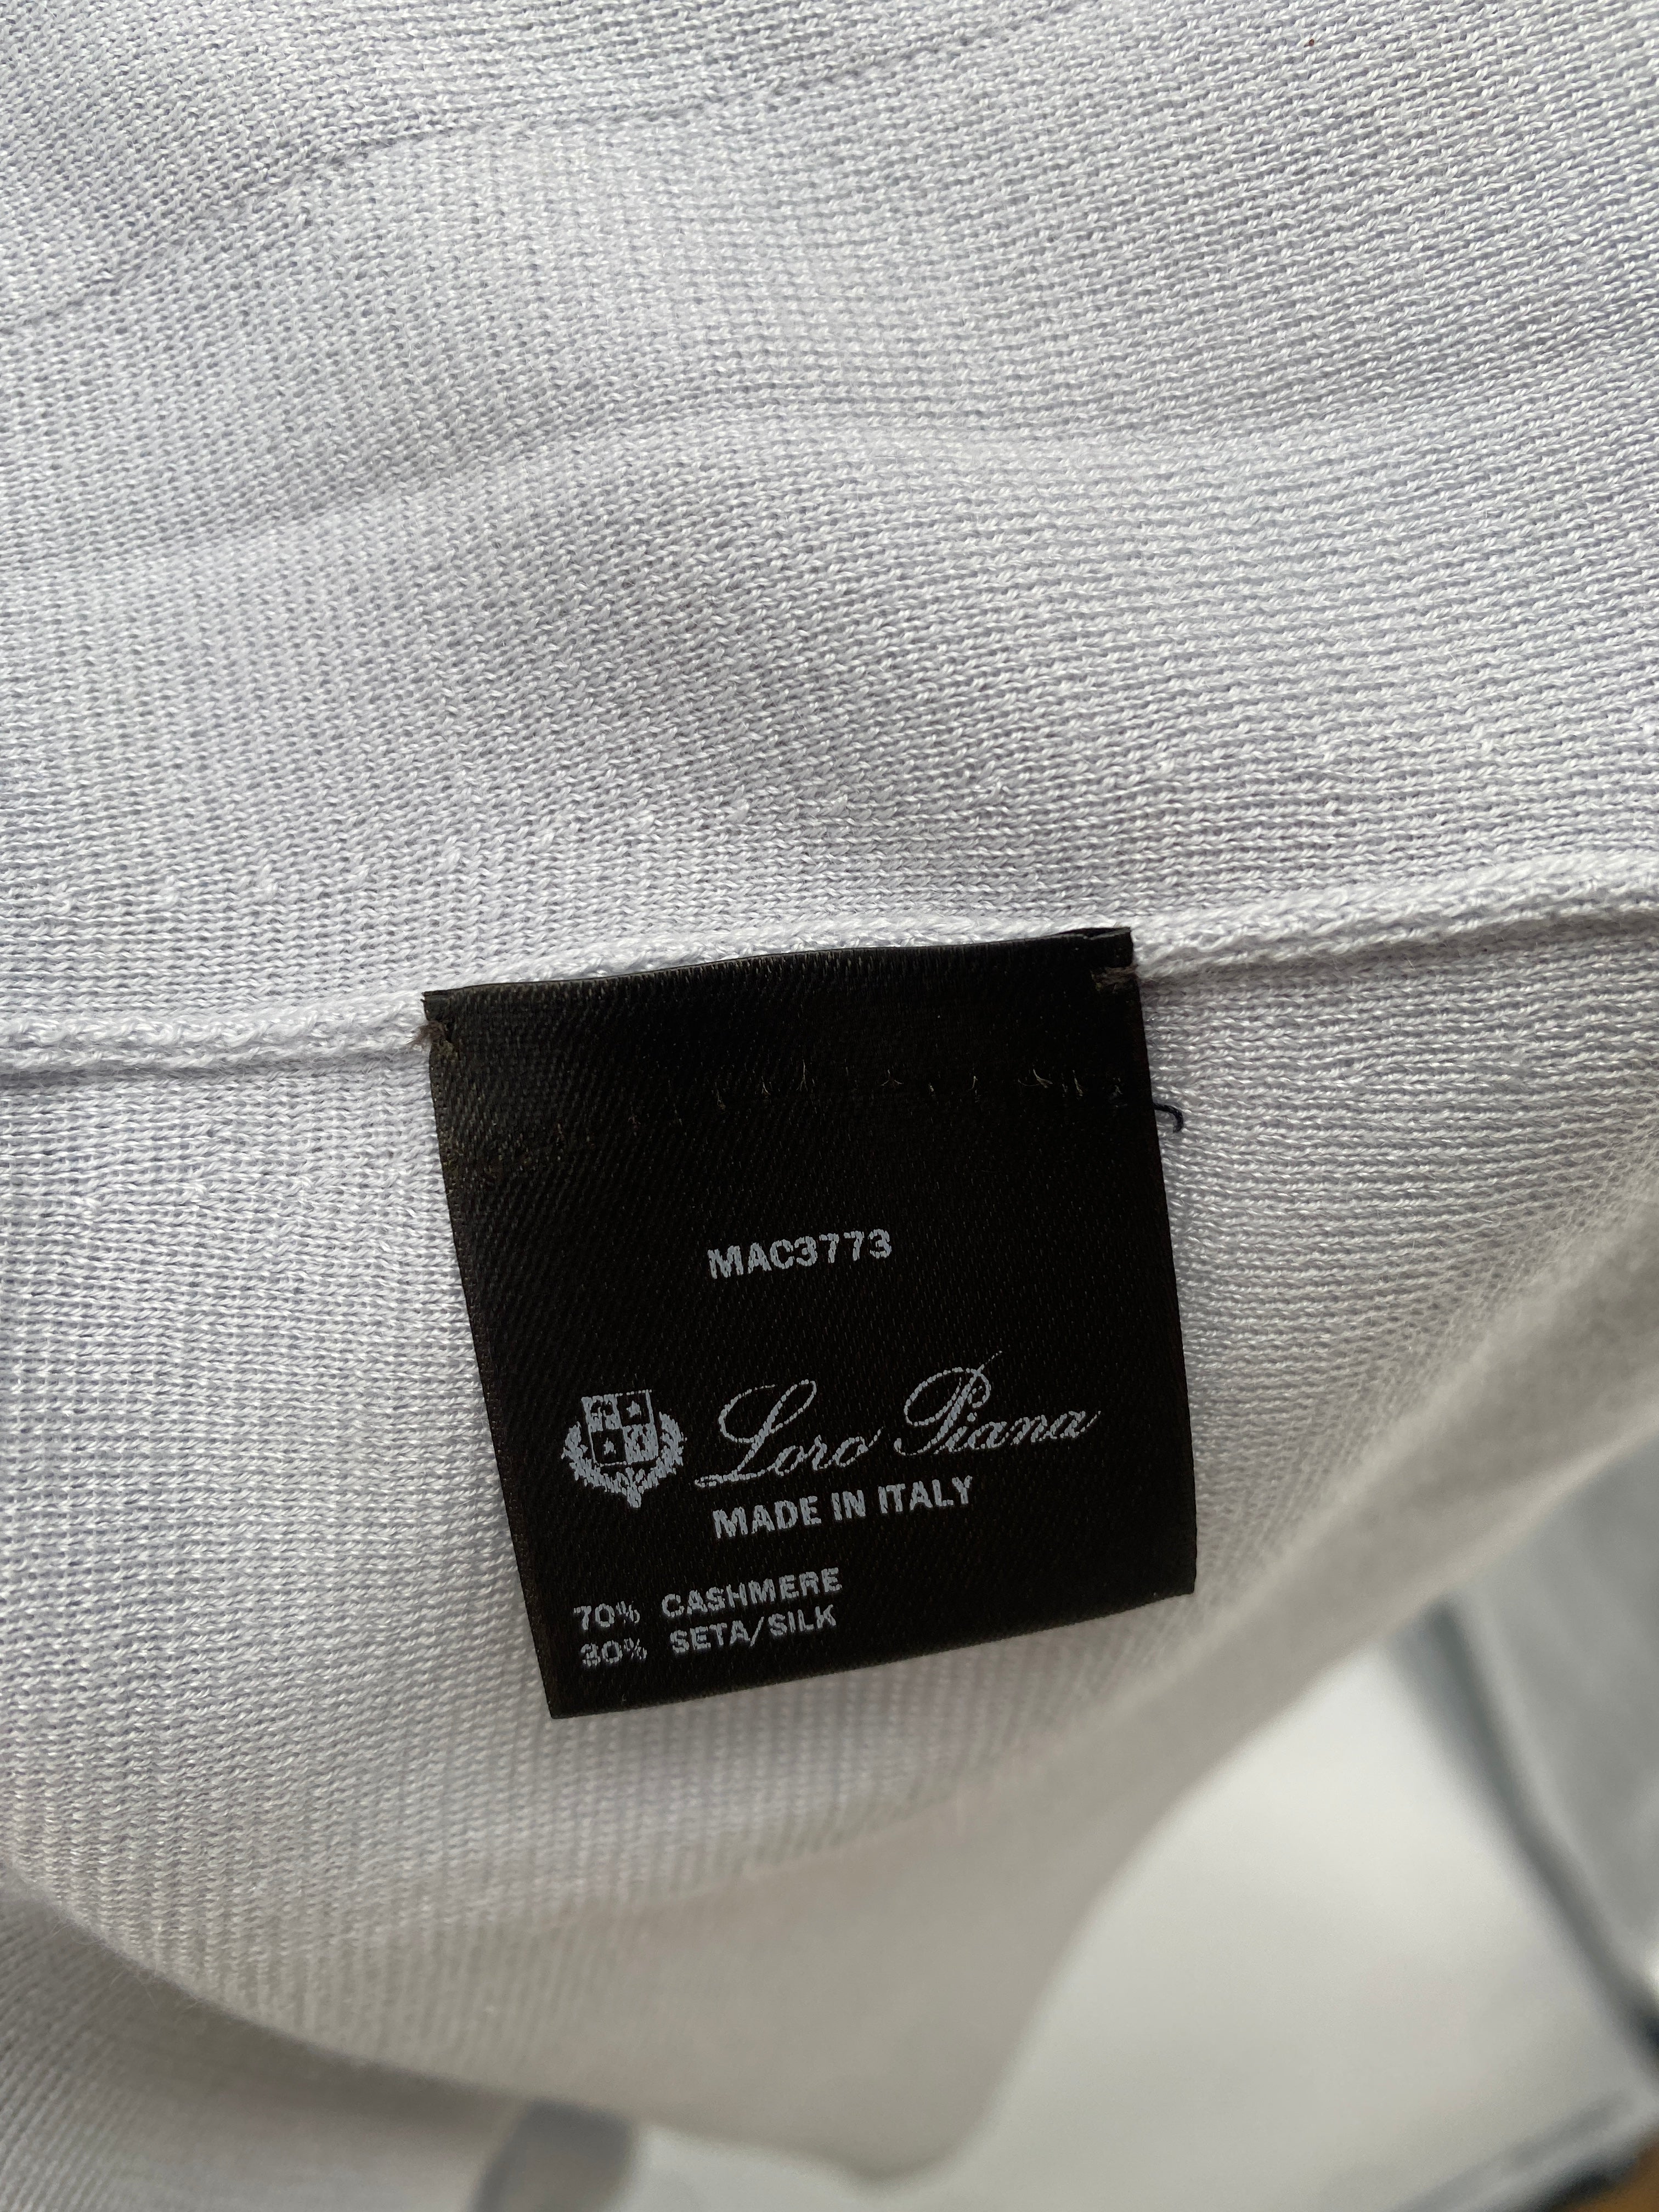 MAC3773
Loro Piana
MADE IN ITALY
70% CASHMERE
30% SETA/SILK